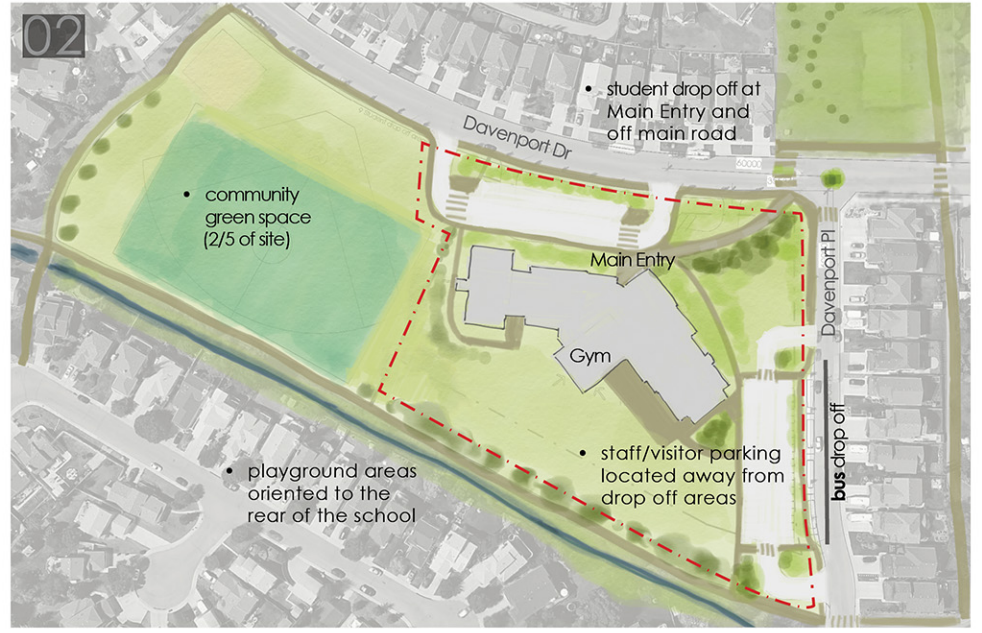 02
• student drop off at
Main Entry and
off main road
Davenport Dr
60000
• community
green space
(2/5 of site)
Main Entry
Davenport Pl
Gym
bus drop off
• staff/visitor parking
located away from
drop off areas
• playground areas
oriented to the
rear of the school